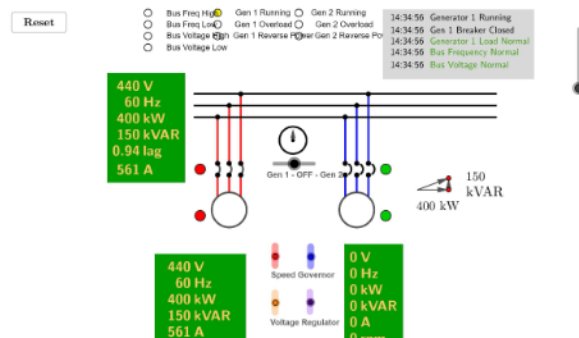 Reset
Bus Freq High Gen 1 Running Gen 2 Running
Bus Freq Low Gen 1 Overload Gen 2 Overload
Bus Voltage High Gen 1 Reverse Power Gen 2 Reverse Po
Bus Voltage Low
14:34:56 Generator 1 Running
14:34:56 Gen 1 Breaker Closed
14:34:56 Generator 1 Load Normal
14:34:56 Bus Frequency Normal
14:34:56 Bus Voltage Normal
440 V
60 Hz
400 kW
150 kVAR
0.94 lag
561 A
Gen 1 - OFF - Gen 2
150
kVAR
400 kW
440 V
60 Hz
400 kW
150 kVAR
561 A
Speed Governor
Voltage Regulator
0 V
0 Hz
0 kW
0 kVAR
0 A
0 rpm